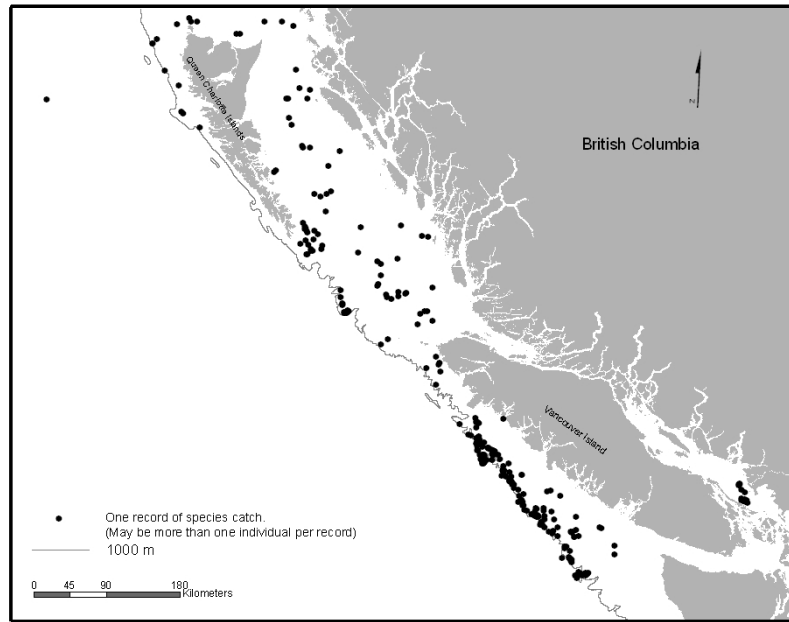 Queen Charlotte Islands
N
British Columbia
Vancouver Island
One record of species catch.
(May be more than one individual per record)
1000 m
0 45 90 180
Kilometers